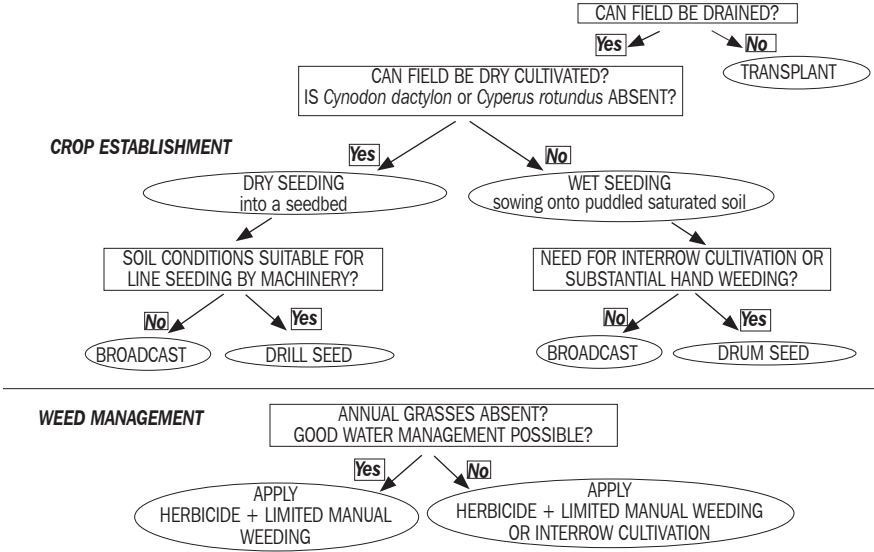 CAN FIELD BE DRAINED?
Yes
No
TRANSPLANT
CAN FIELD BE DRY CULTIVATED?
IS Cynodon dactylon or Cyperus rotundus ABSENT?
CROP ESTABLISHMENT
Yes
No
DRY SEEDING
into a seedbed
WET SEEDING
sowing onto puddled saturated soil
SOIL CONDITIONS SUITABLE FOR
LINE SEEDING BY MACHINERY?
NEED FOR INTERROW CULTIVATION OR
SUBSTANTIAL HAND WEEDING?
No
Yes
No
Yes
BROADCAST
DRILL SEED
BROADCAST
DRUM SEED
WEED MANAGEMENT
ANNUAL GRASSES ABSENT?
GOOD WATER MANAGEMENT POSSIBLE?
Yes
No
APPLY
HERBICIDE + LIMITED MANUAL
WEEDING
APPLY
HERBICIDE + LIMITED MANUAL WEEDING
OR INTERROW CULTIVATION